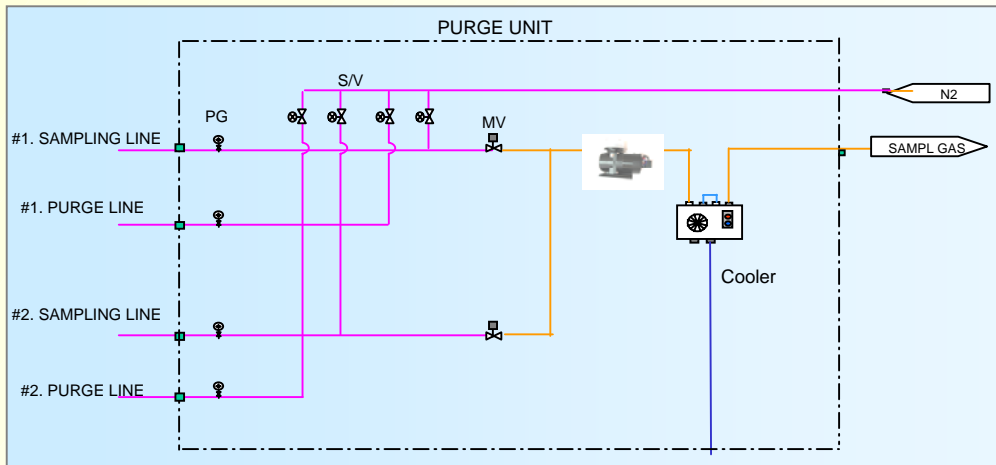 PURGE UNIT
S/V
N2
PG
MV
#1. SAMPLING LINE
SAMPL GAS
#1. PURGE LINE
Cooler
#2. SAMPLING LINE
#2. PURGE LINE